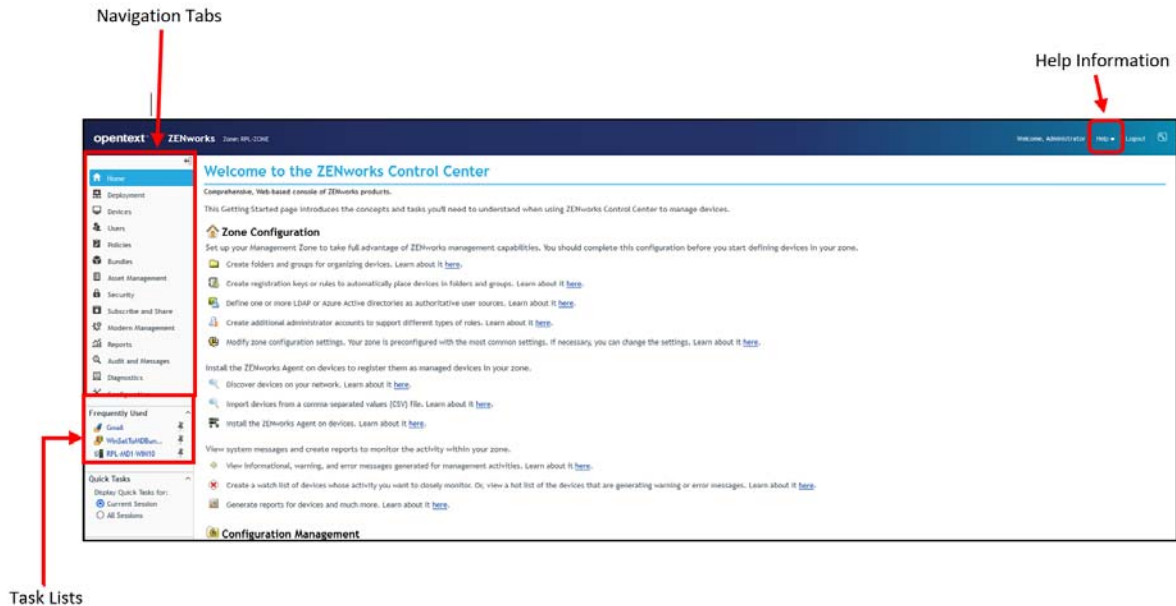 Navigation Tabs
Help Information
opentext™ ZENworks Zone: RPL-ZONE
Welcome, Administrator Help Logout
Home
Deployment
Devices
Users
Policies
Bundles
Asset Management
Security
Subscribe and Share
Modern Management
Reports
Audit and Messages
Diagnostics
Configuration
Frequently Used
Gmail
RPL-MD1-WIN10
Quick Tasks
Display Quick Tasks for:
Current Session
All Sessions
Welcome to the ZENworks Control Center
Comprehensive, Web-based console of ZENworks products.
This Getting Started page introduces the concepts and tasks you'll need to understand when using ZENworks Control Center to manage devices.
Zone Configuration
Set up your Management Zone to take full advantage of ZENworks management capabilities. You should complete this configuration before you start defining devices in your zone.
Create folders and groups for organizing devices. Learn about it here.
Create registration keys or rules to automatically place devices in folders and groups. Learn about it here.
Define one or more LDAP or Azure Active directories as authoritative user sources. Learn about it here.
Create additional administrator accounts to support different types of roles. Learn about it here.
Modify zone configuration settings. Your zone is preconfigured with the most common settings. If necessary, you can change the settings. Learn about it here.
Install the ZENworks Agent on devices to register them as managed devices in your zone.
Discover devices on your network. Learn about it here.
Import devices from a comma-separated values (CSV) file. Learn about it here.
Install the ZENworks Agent on devices. Learn about it here.
View system messages and create reports to monitor the activity within your zone.
View informational, warning, and error messages generated for management activities. Learn about it here.
Create a watch list of devices whose activity you want to closely monitor. Or, view a hot list of the devices that are generating warning or error messages. Learn about it here.
Generate reports for devices and much more. Learn about it here.
Configuration Management
Task Lists